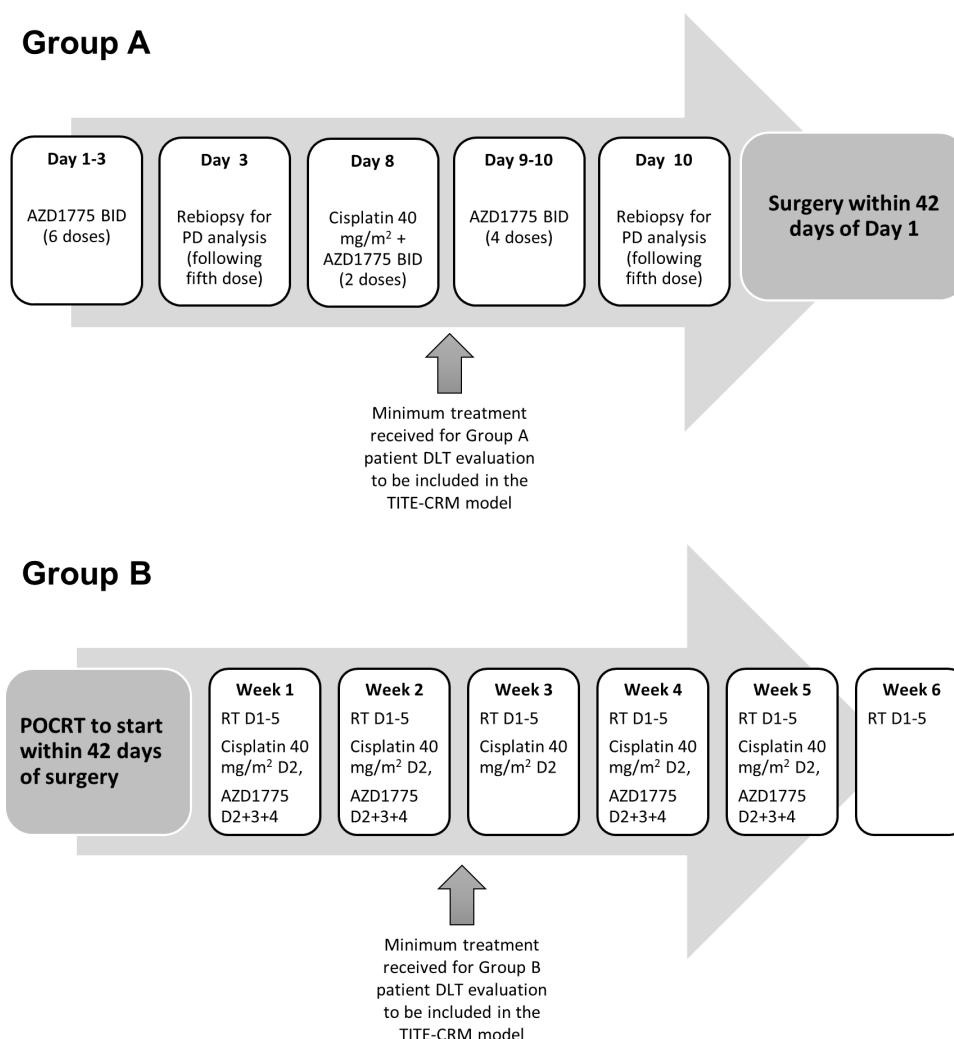 Group A
Day 1-3
AZD1775 BID
(6 doses)
Day 3
Rebiopsy for
PD analysis
(following
fifth dose)
Day 8
Cisplatin 40
mg/m² +
AZD1775 BID
(2 doses)
Day 9-10
AZD1775 BID
(4 doses)
Day 10
Rebiopsy for
PD analysis
(following
fifth dose)
Surgery within 42
days of Day 1
Minimum treatment
received for Group A
patient DLT evaluation
to be included in the
TITE-CRM model
Group B
POCRT to start
within 42 days
of surgery
Week 1
RT D1-5
Cisplatin 40
mg/m² D2,
AZD1775
D2+3+4
Week 2
RT D1-5
Cisplatin 40
mg/m² D2,
AZD1775
D2+3+4
Week 3
RT D1-5
Cisplatin 40
mg/m² D2
Week 4
RT D1-5
Cisplatin 40
mg/m² D2,
AZD1775
D2+3+4
Week 5
RT D1-5
Cisplatin 40
mg/m² D2,
AZD1775
D2+3+4
Week 6
RT D1-5
Minimum treatment
received for Group B
patient DLT evaluation
to be included in the
TITE-CRM model